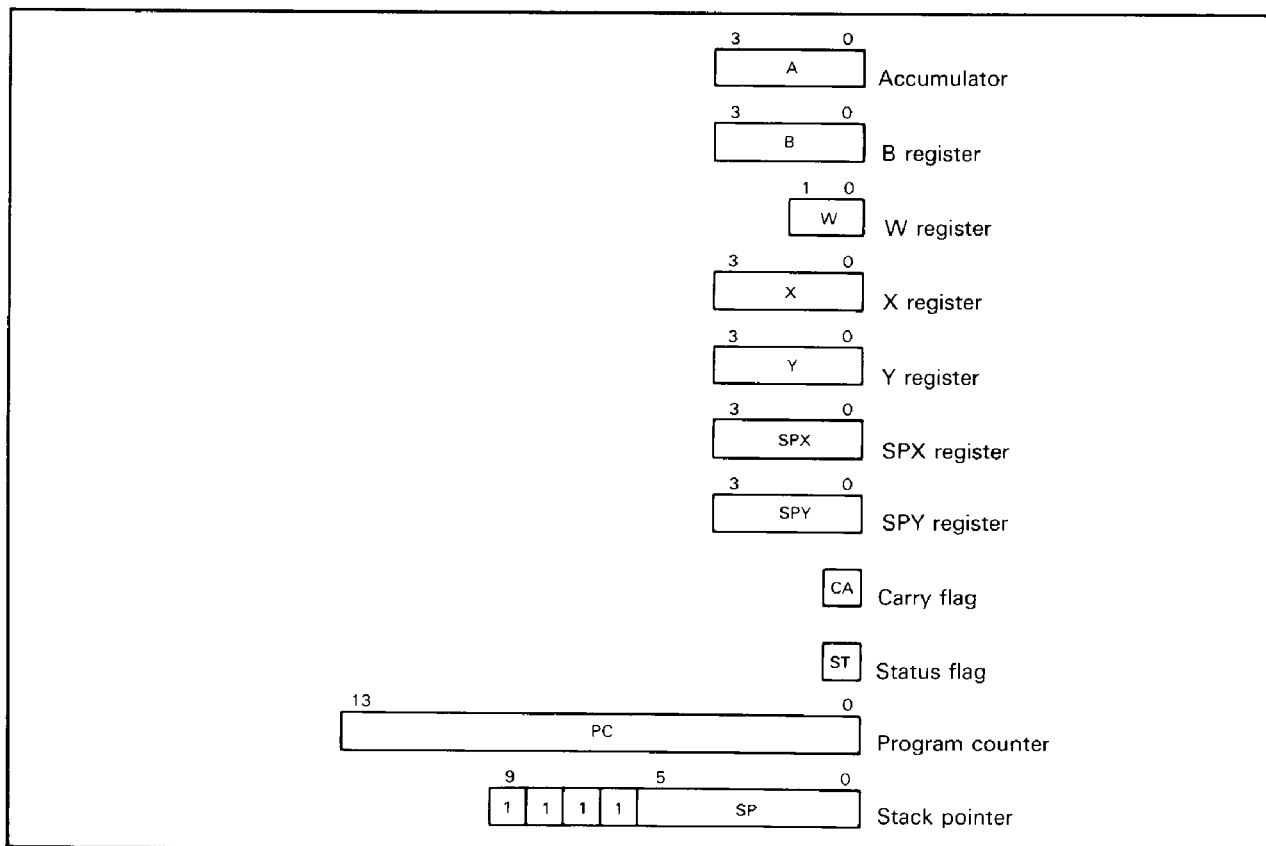 3 0
A Accumulator
3 0
B B register
1 0
W W register
3 0
X X register
3 0
Y Y register
3 0
SPX SPX register
3 0
SPY SPY register
CA Carry flag
ST Status flag
13 0
PC Program counter
9 5 0
1 1 1 1 SP Stack pointer